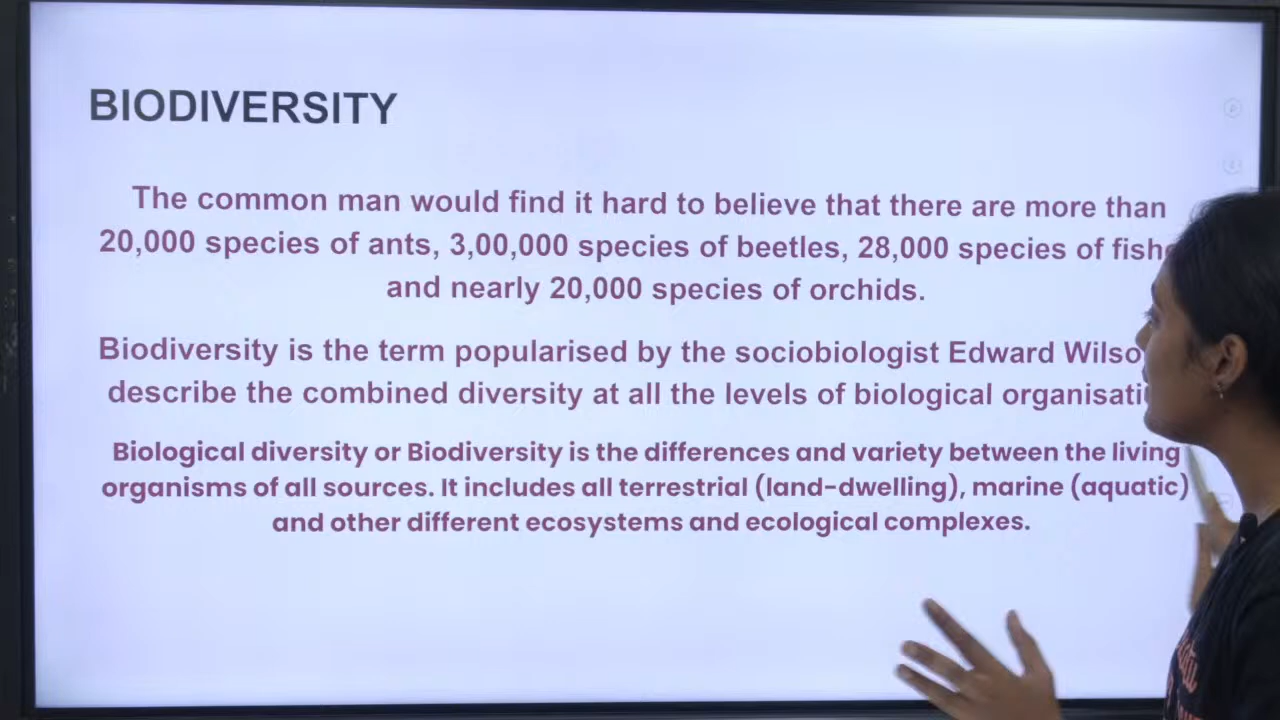 BIODIVERSITY
The common man would find it hard to believe that there are more than
20,000 species of ants, 3,00,000 species of beetles, 28,000 species of
and nearly 20,000 species of orchids.
Biodiversity is the term popularised by the sociobiologist Edward
describe the combined diversity at all the levels of biological
Biological diversity or Biodiversity is the differences and variety between the living
organisms of all sources. It includes all terrestrial (land-dwelling), marine (aquatic)
and other different ecosystems and ecological complexes.